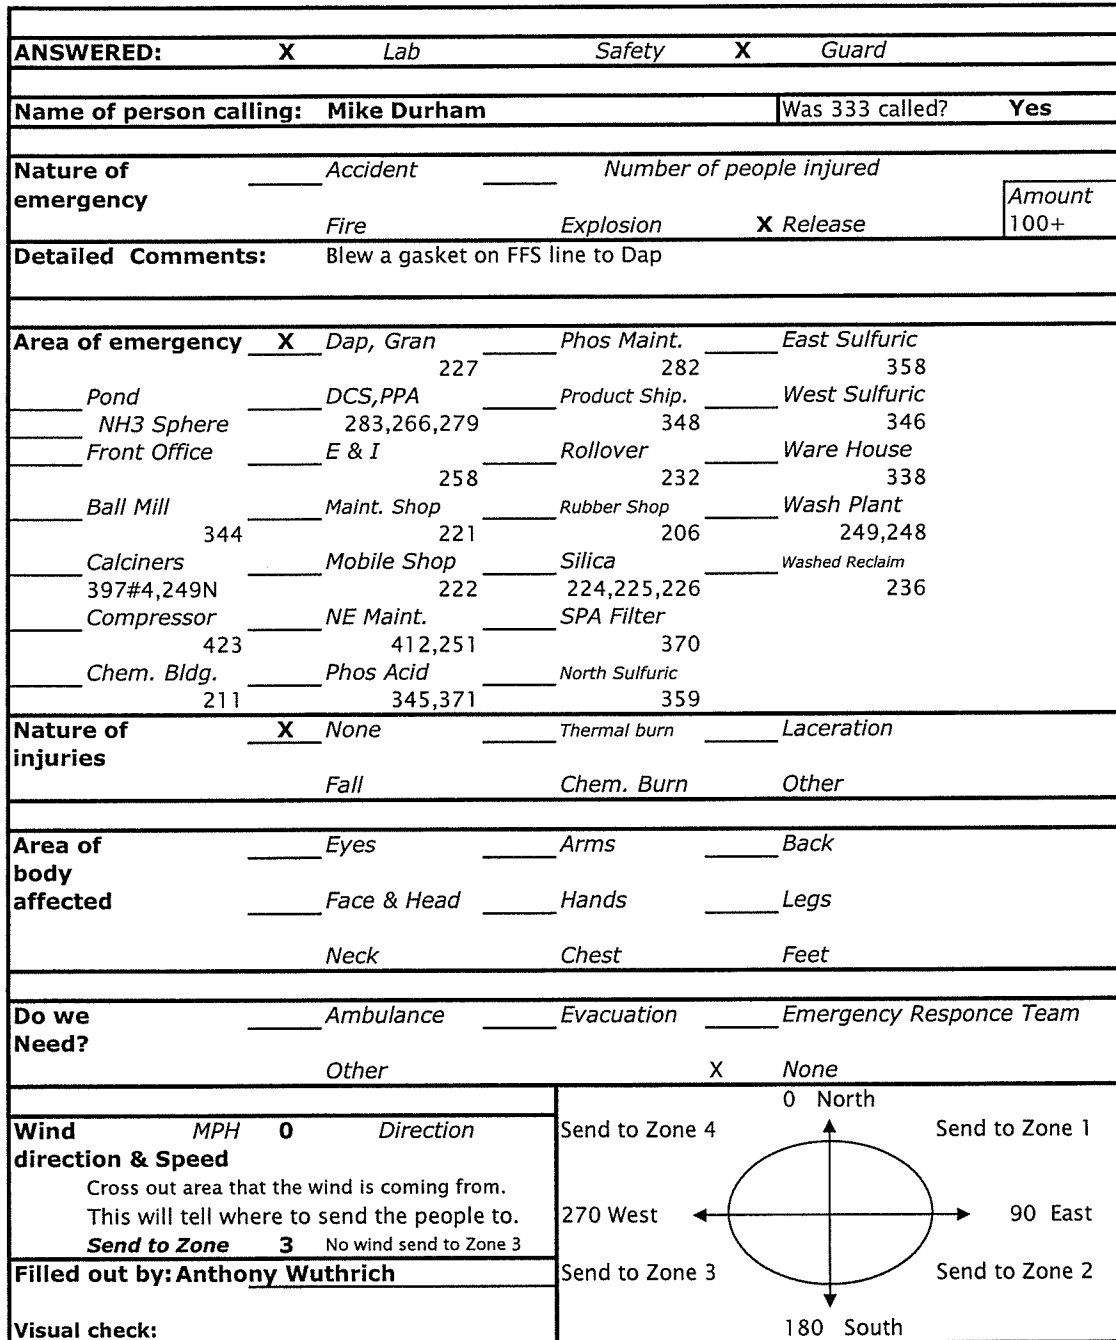 ANSWERED: X Lab Safety X Guard
Name of person calling: Mike Durham Was 333 called? Yes
Nature of emergency Accident Number of people injured
Amount
Fire Explosion X Release 100+
Detailed Comments: Blew a gasket on FFS line to Dap
Area of emergency X Dap, Gran Phos Maint. East Sulfuric
227 282 358
Pond DCS,PPA Product Ship. West Sulfuric
NH3 Sphere 283,266,279 348 346
Front Office E & I Rollover Ware House
258 232 338
Ball Mill Maint. Shop Rubber Shop Wash Plant
344 221 206 249,248
Calciners Mobile Shop Silica Washed Reclaim
397#4,249N 222 224,225,226 236
Compressor NE Maint. SPA Filter
423 412,251 370
Chem. Bldg. Phos Acid North Sulfuric
211 345,371 359
Nature of X None Thermal burn Laceration
injuries
Fall Chem. Burn Other
Area of Eyes Arms Back
body
affected Face & Head Hands Legs
Neck Chest Feet
Do we Ambulance Evacuation Emergency Responce Team
Need?
Other X None
Wind MPH 0 Direction
direction & Speed
Cross out area that the wind is coming from.
This will tell where to send the people to.
Send to Zone 3 No wind send to Zone 3
Filled out by: Anthony Wuthrich
Visual check:
0 North
Send to Zone 4 Send to Zone 1
270 West 90 East
Send to Zone 3 Send to Zone 2
180 South